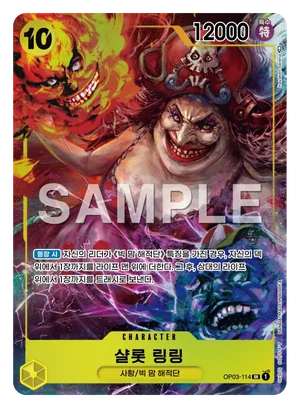 10
12000
특수
特
SAMPLE
등장 시 자신의 리더가 《빅 맘 해적단》 특징을 가진 경우, 자신의 덱
위에서 1장까지를 라이프 맨 위에 더한다. 그 후, 상대의 라이프
위에서 1장까지를 트래시로 보낸다.
CHARACTER
샬롯 링링
사황/빅 맘 해적단
OP03-114 SR 1